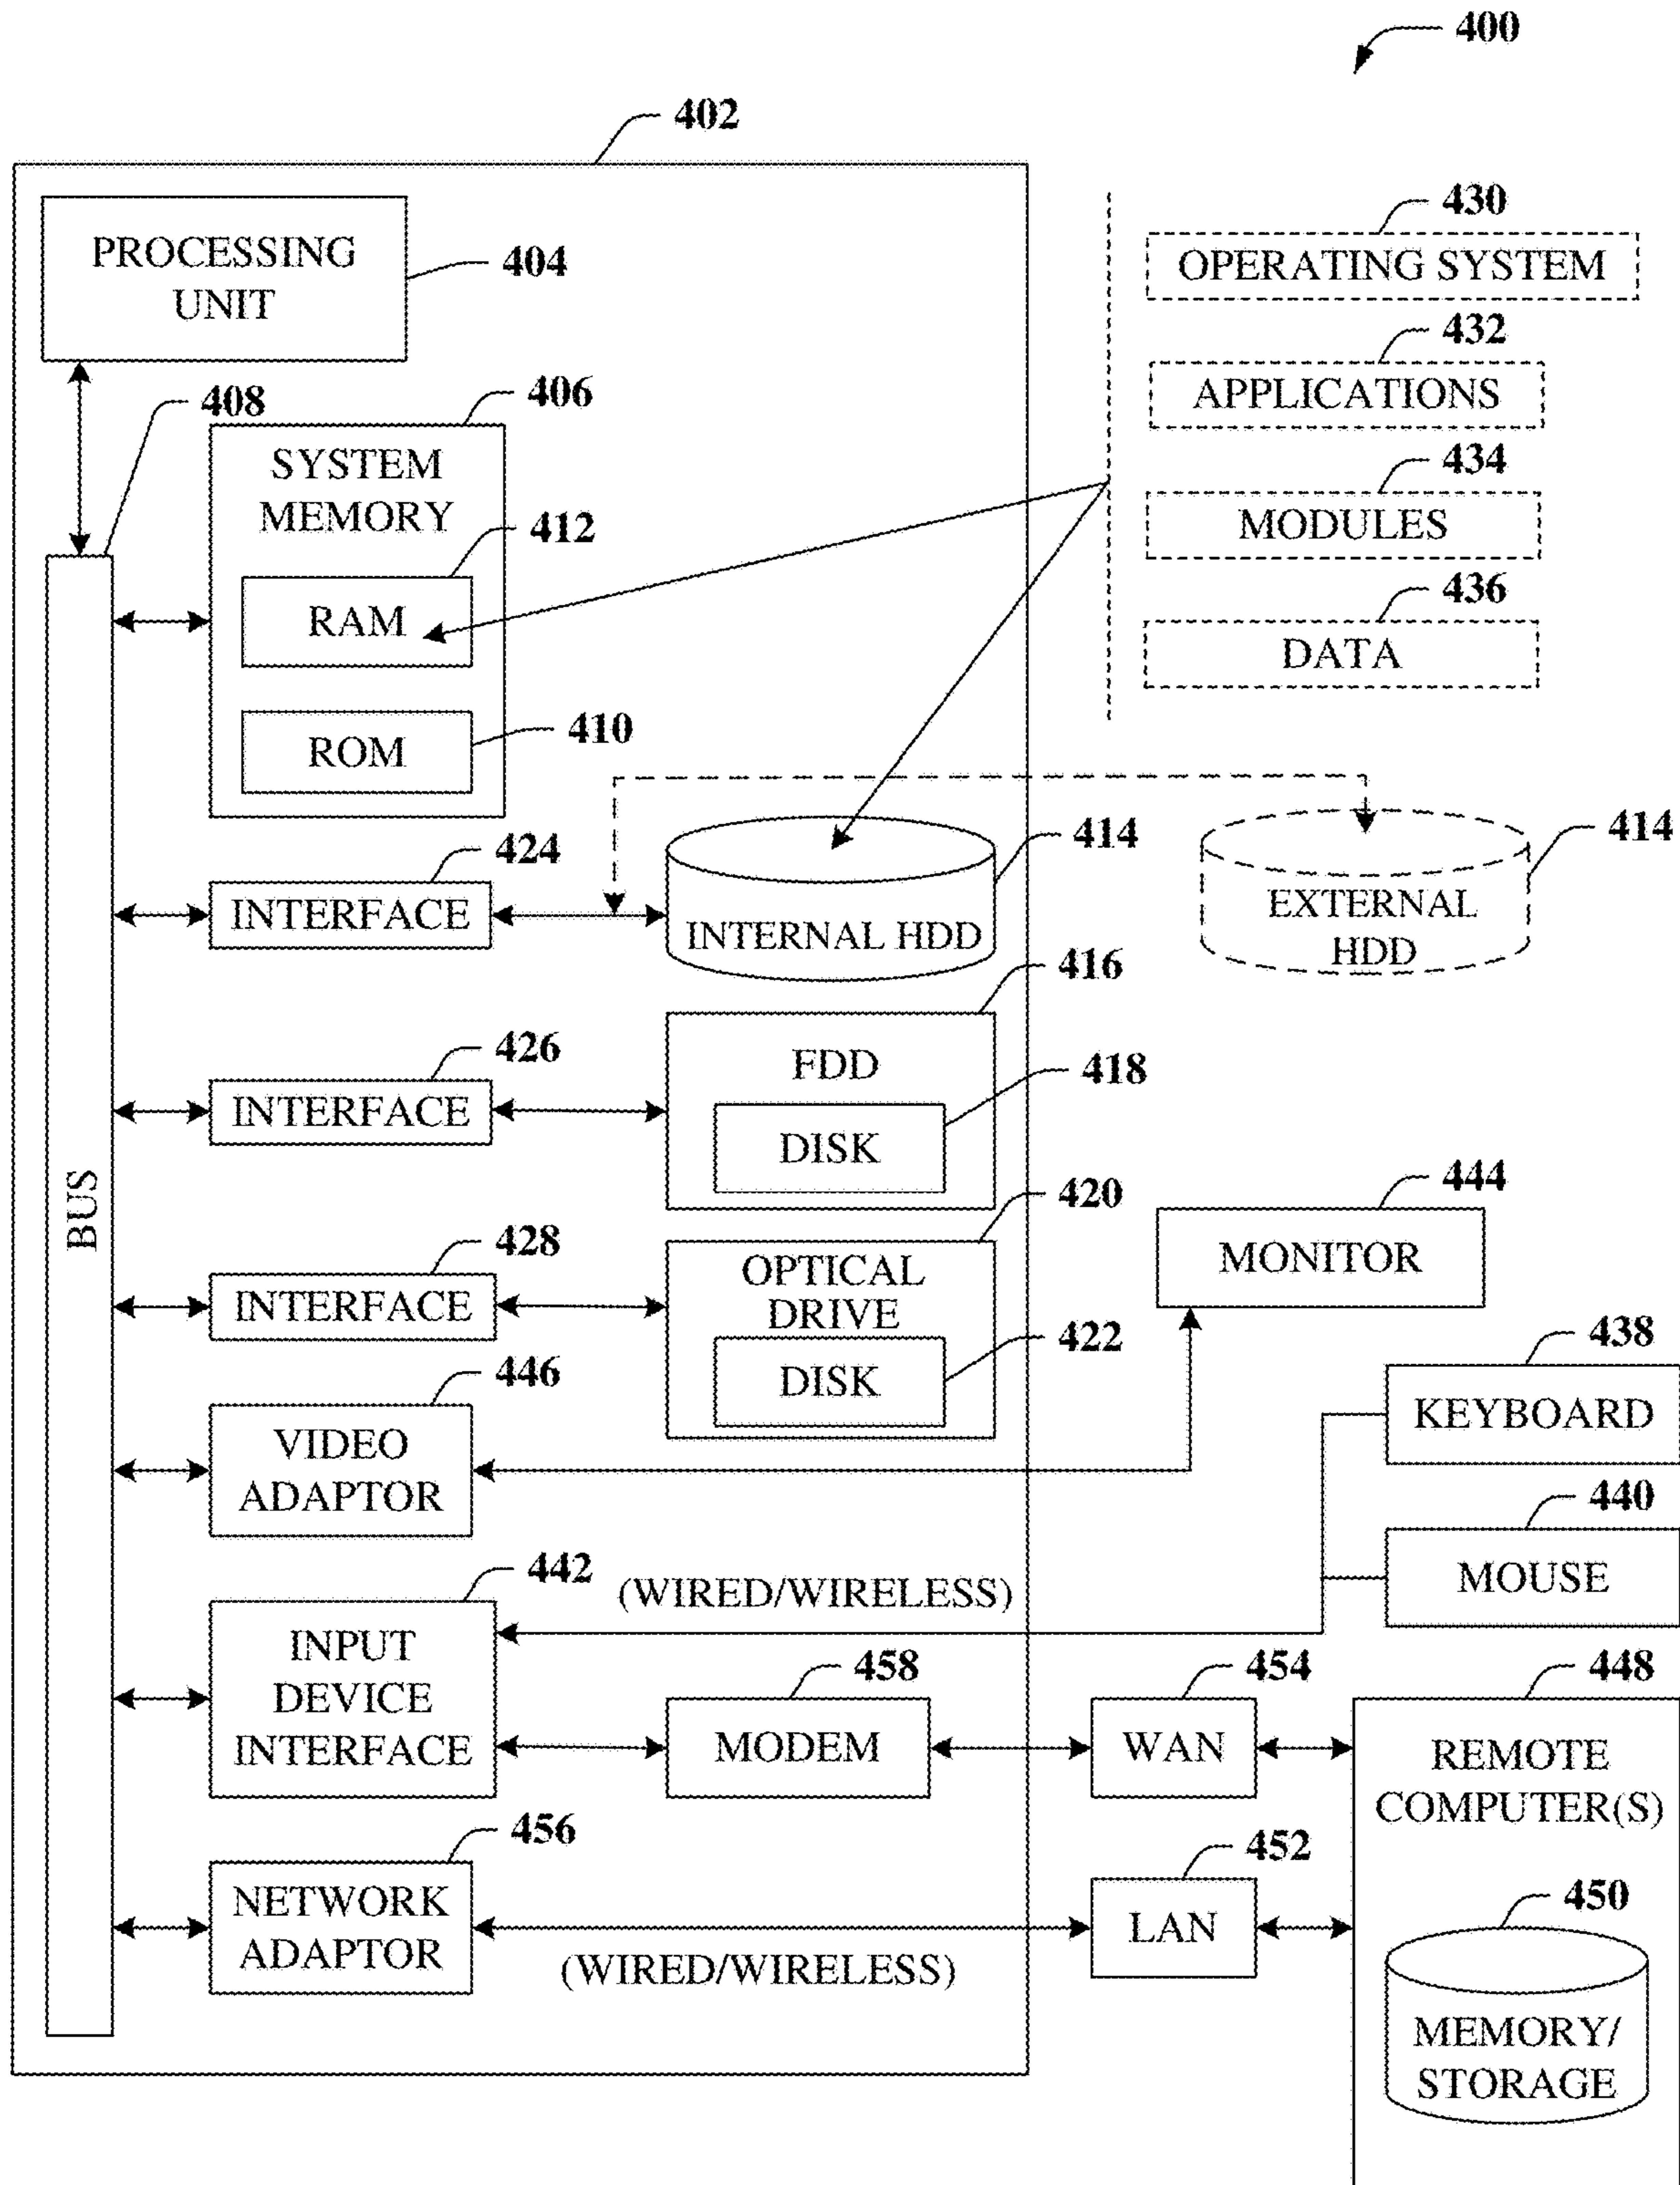 400
402
PROCESSING
UNIT
404
430
OPERATING SYSTEM
432
APPLICATIONS
434
MODULES
436
DATA
408
406
SYSTEM
MEMORY
412
RAM
410
ROM
424
INTERFACE
414
INTERNAL HDD
414
EXTERNAL
HDD
416
FDD
426
INTERFACE
418
DISK
BUS
420
OPTICAL
DRIVE
428
INTERFACE
422
DISK
444
MONITOR
446
VIDEO
ADAPTOR
438
KEYBOARD
440
MOUSE
442
(WIRED/WIRELESS)
INPUT
DEVICE
INTERFACE
458
MODEM
454
WAN
448
REMOTE
COMPUTER(S)
456
NETWORK
ADAPTOR
(WIRED/WIRELESS)
452
LAN
450
MEMORY/
STORAGE